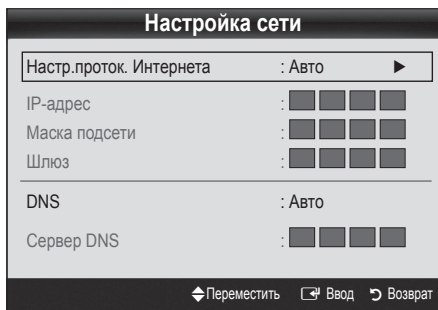 Настройка сети
Настр.проток. Интернета : Авто ►
IP-адрес :
Маска подсети :
Шлюз :
DNS : Авто
Сервер DNS :
Переместить Ввод Возврат